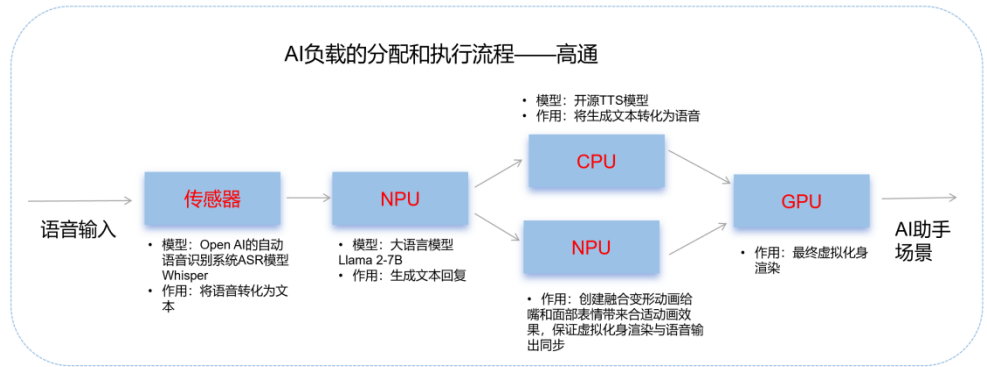 AI负载的分配和执行流程——高通
• 模型：开源TTS模型
• 作用：将生成文本转化为语音
CPU
传感器
NPU
GPU
语音输入
AI助手
场景
NPU
• 模型：Open AI的自动
语音识别系统ASR模型
Whisper
• 作用：将语音转化为文
本
• 模型：大语言模型
Llama 2-7B
• 作用：生成文本回复
• 作用：最终虚拟化身
渲染
• 作用：创建融合变形动画给
嘴和面部表情带来合适动画效
果，保证虚拟化身渲染与语音输
出同步